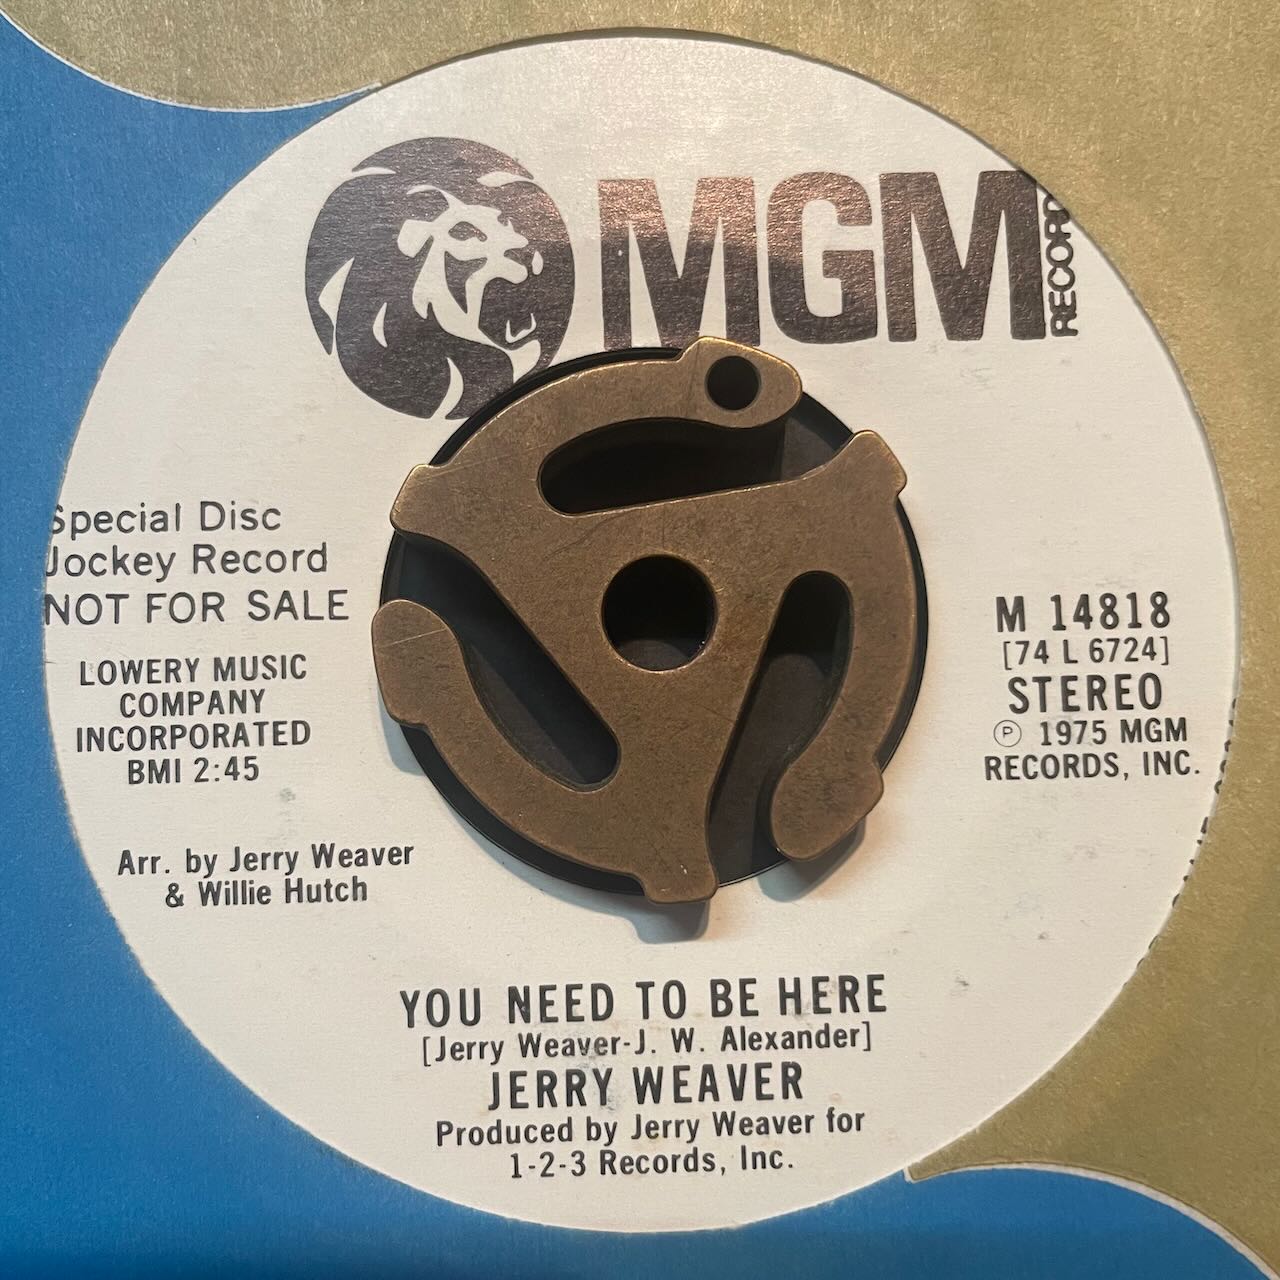 MGM
RECORDS
Special Disc
Jockey Record
NOT FOR SALE
LOWERY MUSIC
COMPANY
INCORPORATED
BMI 2:45
Arr. by Jerry Weaver
& Willie Hutch
M 14818
[74 L 6724]
STEREO
Ⓟ 1975 MGM
RECORDS, INC.
YOU NEED TO BE HERE
[Jerry Weaver-J. W. Alexander]
JERRY WEAVER
Produced by Jerry Weaver for
1-2-3 Records, Inc.